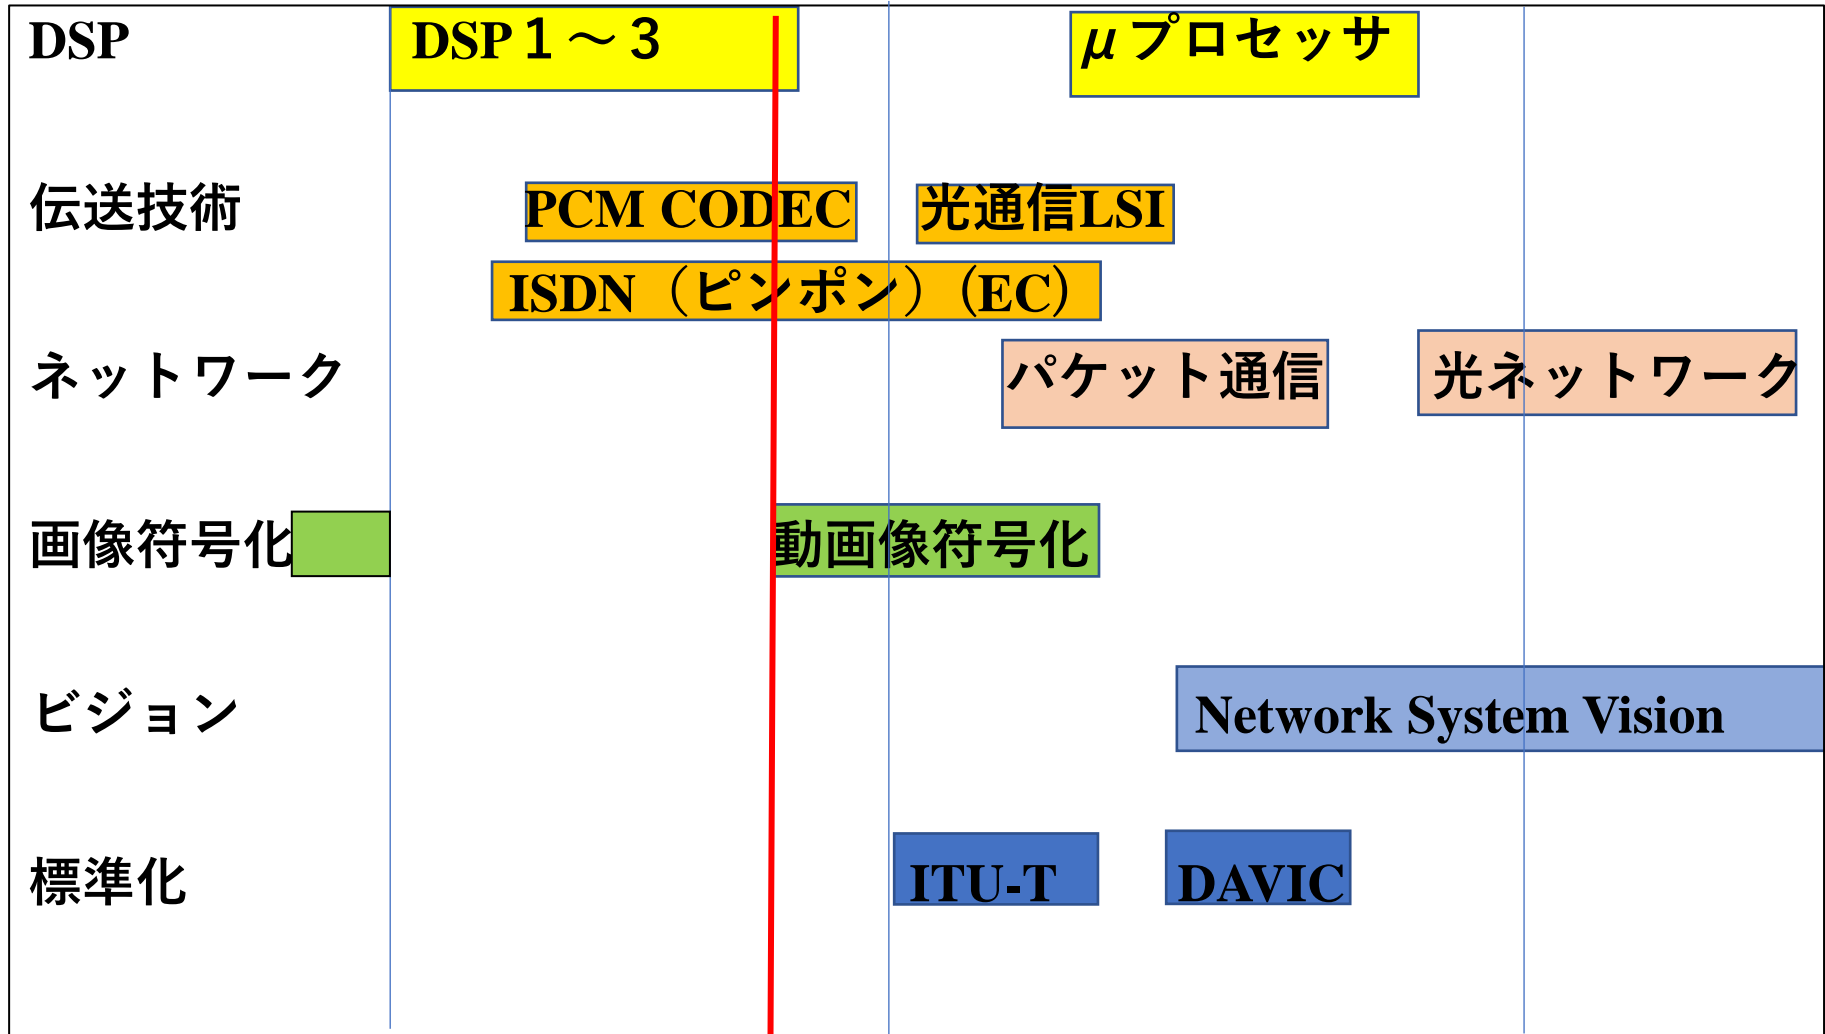 DSP DSP１～３ μプロセッサ
伝送技術 PCM CODEC 光通信LSI
ISDN（ピンポン）(EC)
ネットワーク パケット通信 光ネットワーク
画像符号化 動画像符号化
ビジョン Network System Vision
標準化 ITU-T DAVIC